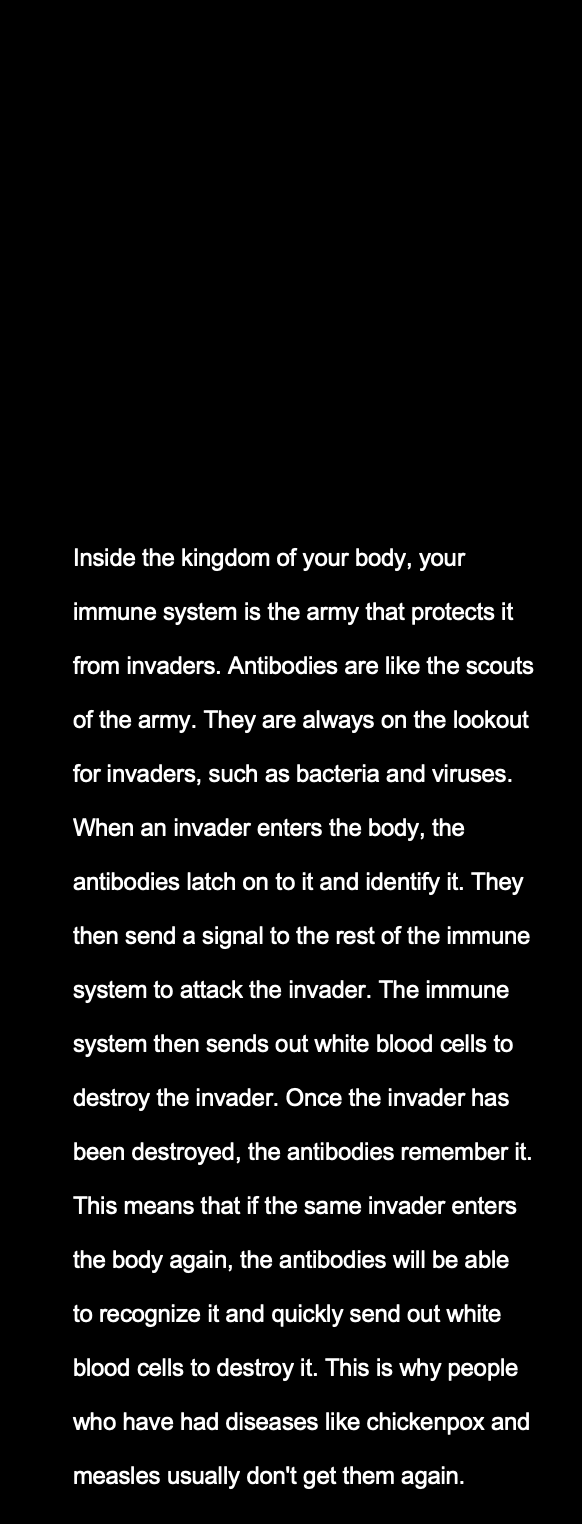 Inside the kingdom of your body, your
immune system is the army that protects it
from invaders. Antibodies are like the scouts
of the army. They are always on the lookout
for invaders, such as bacteria and viruses.
When an invader enters the body, the
antibodies latch on to it and identify it. They
then send a signal to the rest of the immune
system to attack the invader. The immune
system then sends out white blood cells to
destroy the invader. Once the invader has
been destroyed, the antibodies remember it.
This means that if the same invader enters
the body again, the antibodies will be able
to recognize it and quickly send out white
blood cells to destroy it. This is why people
who have had diseases like chickenpox and
measles usually don't get them again.